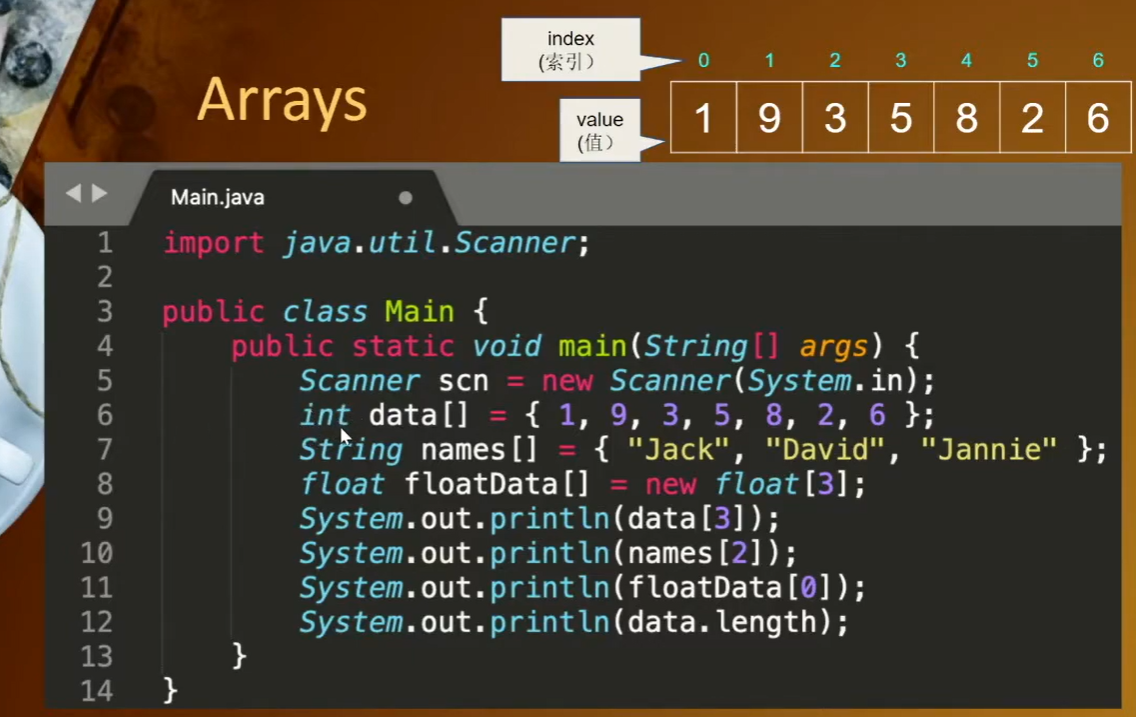 index
(索引）
0 1 2 3 4 5 6
Arrays
value
(值）
1 9 3 5 8 2 6
Main.java
1 import java.util.Scanner;
2
3 public class Main {
4 public static void main(String[] args) {
5 Scanner scn = new Scanner(System.in);
6 int data[] = { 1, 9, 3, 5, 8, 2, 6 };
7 String names[] = { "Jack", "David", "Jannie" };
8 float floatData[] = new float[3];
9 System.out.println(data[3]);
10 System.out.println(names[2]);
11 System.out.println(floatData[0]);
12 System.out.println(data.length);
13 }
14 }